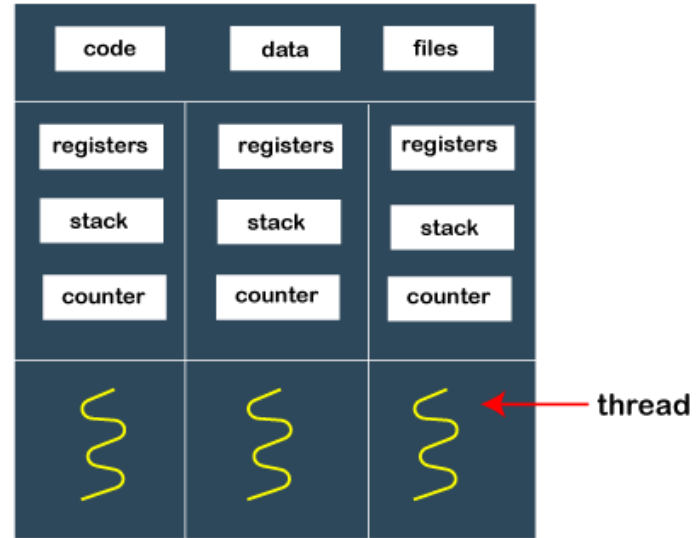 code data files
registers registers registers
stack stack stack
counter counter counter
thread